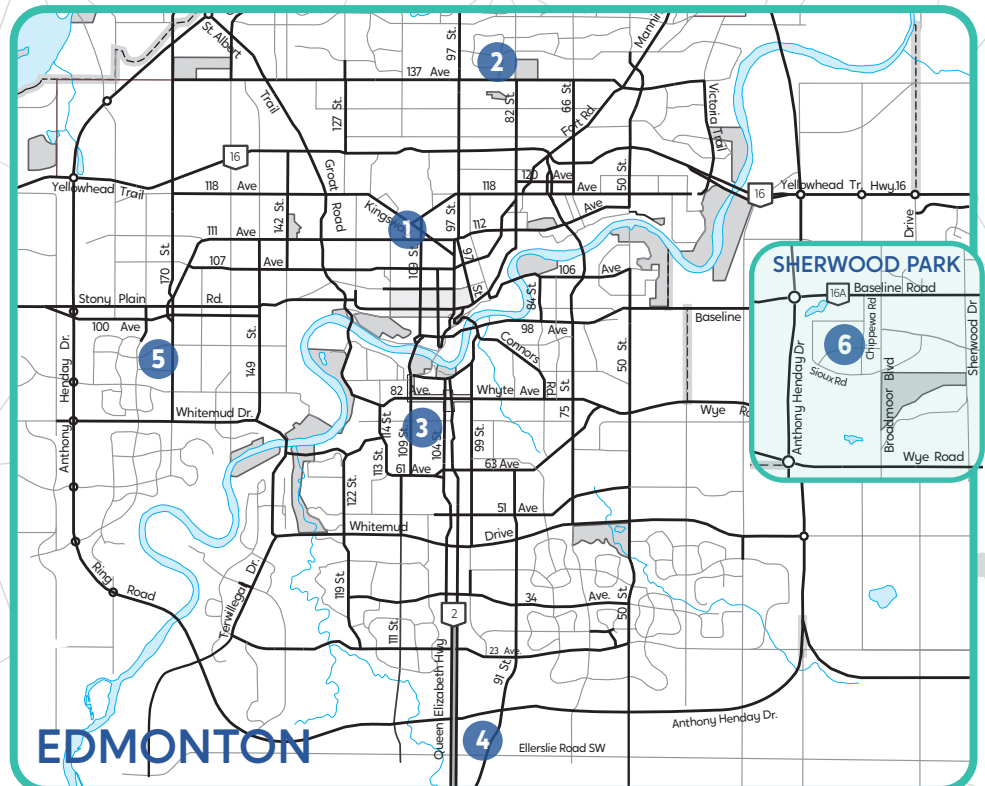 St. Albert
Trail
97 St.
Mannin
2
137 Ave
127 St.
82 St.
66 St.
Fort Rd.
Victoria Trail
16
Yellowhead Trail
118 Ave
Groat Road
Kingsw
118 Ave
120 Ave
50 St.
16
Yellowhead Tr. Hwy.16
Drive
142 St.
1
97 St.
112 Ave
111 Ave
170 St.
107 Ave
109 St.
97 St.
106 Ave
84 St.
SHERWOOD PARK
16A
Baseline Road
Chippewa Rd
Sherwood Dr
6
Sioux Rd
Anthony Henday Dr
Broadmoor Blvd
Wye Road
Stony Plain Rd.
100 Ave
Baseline
98 Ave
Connors Rd
50 St.
5
149 St.
Anthony Henday Dr.
82 Ave.
Whyte Ave
75 St
Wye
Whitemud Dr.
114 St.
109 St.
3
104
99 St.
113 St.
61 Ave
63 Ave
122 St.
51 Ave
Whitemud Drive
Ring Road
Terwillegar Dr.
119 St.
34 Ave.
50 St.
2
111 St.
23 Ave.
91 St.
Queen Elizabeth Hwy
Anthony Henday Dr.
4
Ellerslie Road SW
EDMONTON